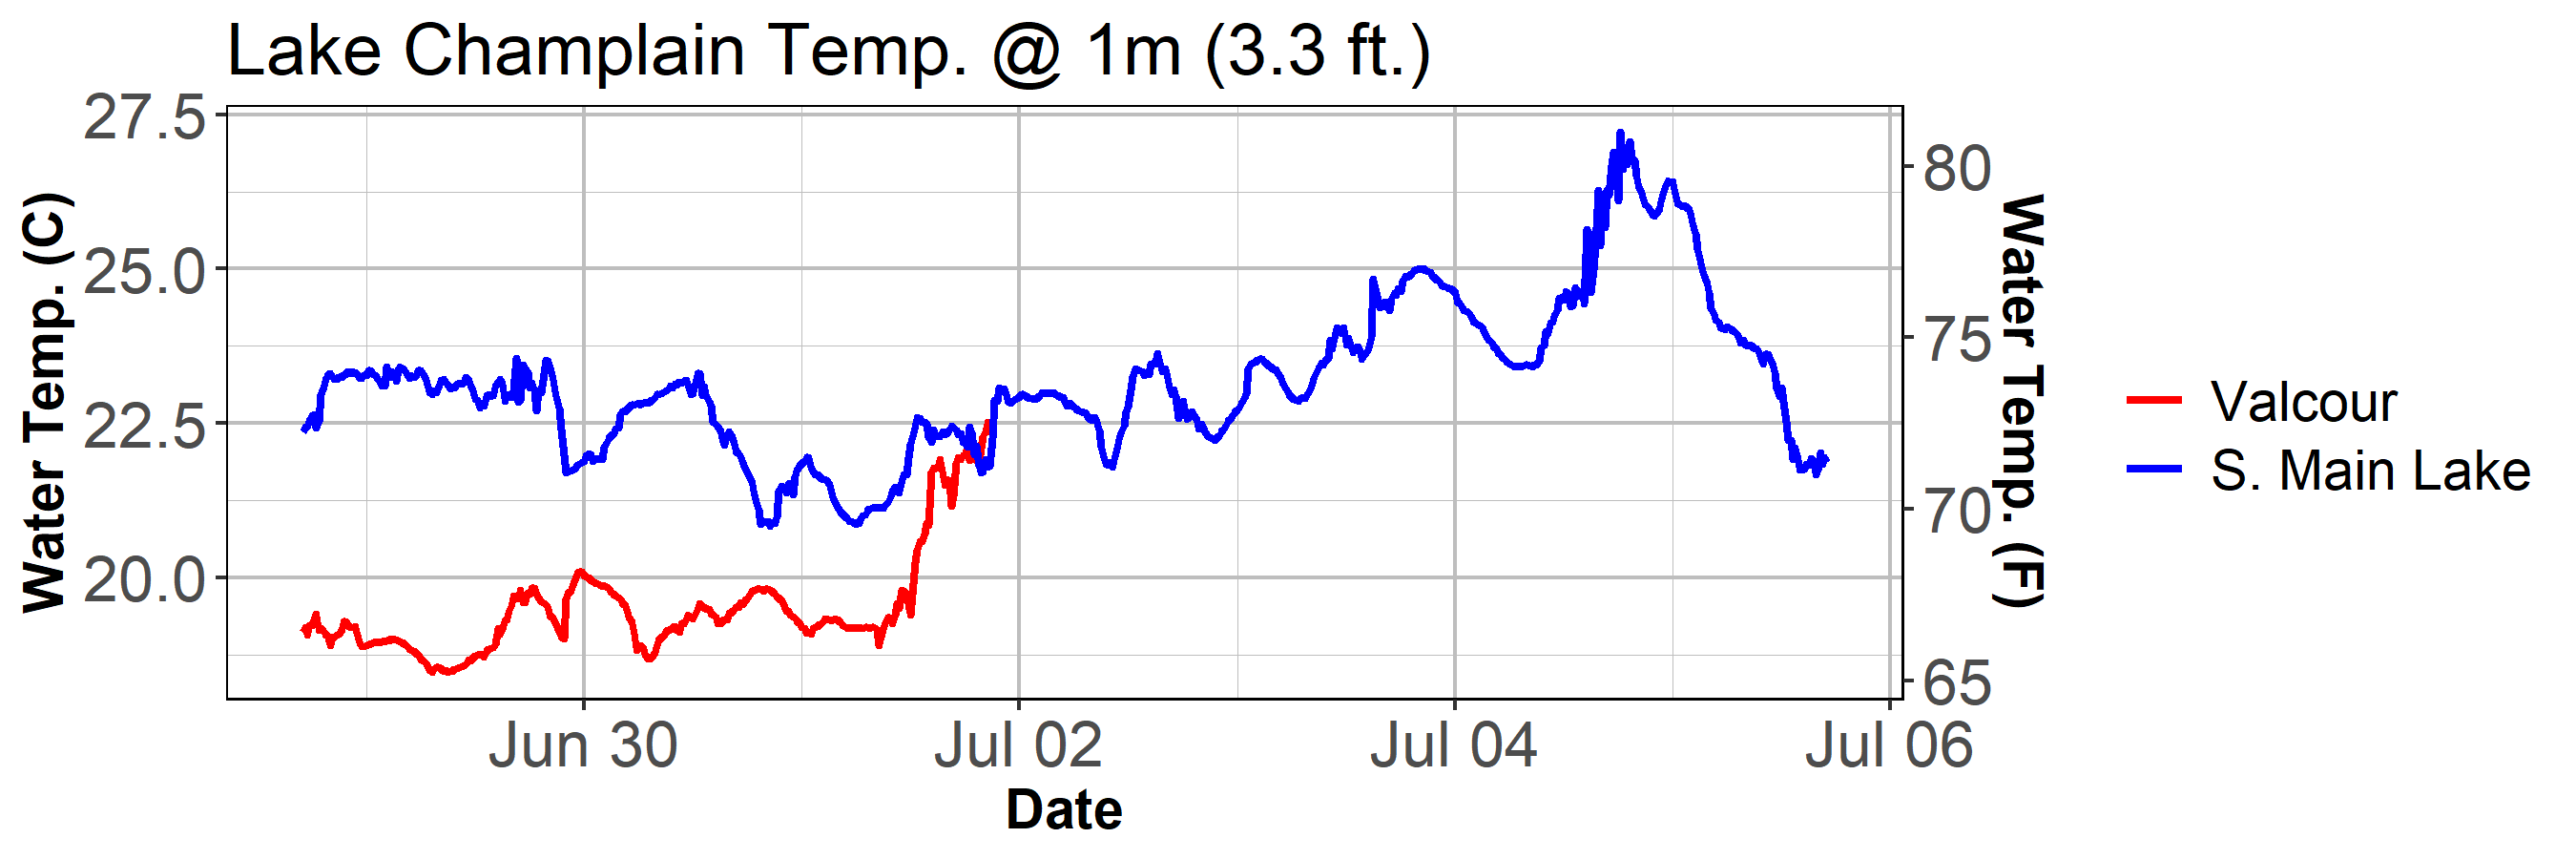 Lake Champlain Temp. @ 1m (3.3 ft.)
Water Temp. (C)
27.5
25.0
22.5
20.0
80
75
70
65
Water Temp. (F)
Jun 30
Jul 02
Jul 04
Jul 06
Date
Valcour
S. Main Lake